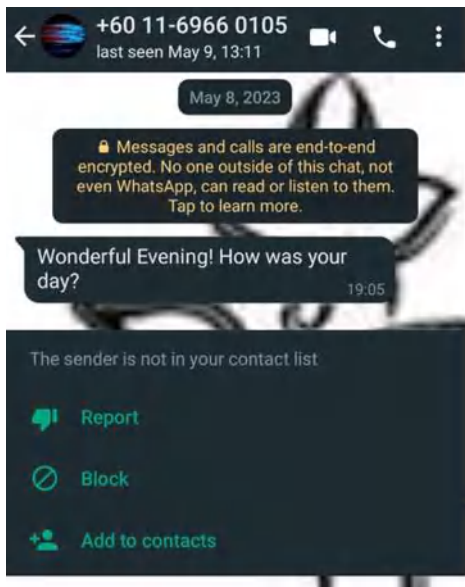 +60 11-6966 0105
last seen May 9, 13:11
May 8, 2023
Messages and calls are end-to-end
encrypted. No one outside of this chat, not
even WhatsApp, can read or listen to them.
Tap to learn more.
Wonderful Evening! How was your
day?
19:05
The sender is not in your contact list
Report
Block
Add to contacts